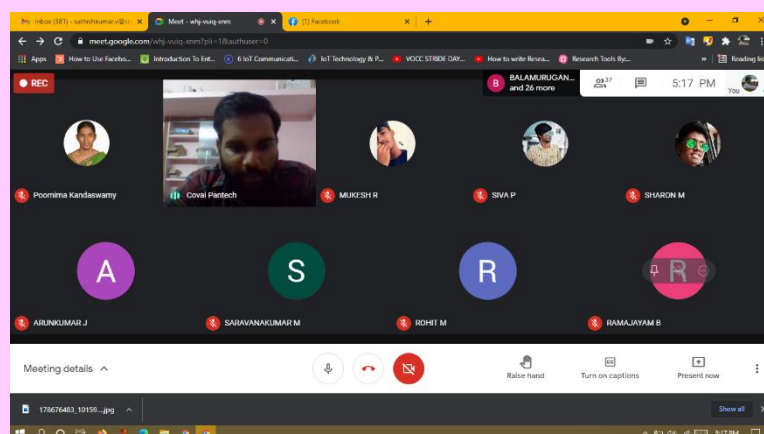 Inbox (381) - sathishkumar.v@sr
Meet - whj-vuiq-xnm
(1) Facebook
meet.google.com/whj-vuiq-xnm?pli=1&authuser=0
Apps
How to Use Facebo...
Introduction To Ent...
6 IoT Communicati...
IoT Technology & P...
VOCC STRIDE DAY...
How to write Resea...
Research Tools By:...
Reading list
REC
B
BALAMURUGAN...
and 26 more
37
5:17 PM
You
Poornima Kandaswamy
Covai Pantech
MUKESH R
SIVA P
SHARON M
A
S
R
R
ARUNKUMAR J
SARAVANAKUMAR M
ROHIT M
RAMAJAYAM B
Meeting details
Raise hand
Turn on captions
Present now
178676483_10159...jpg
Show all
5:17 PM